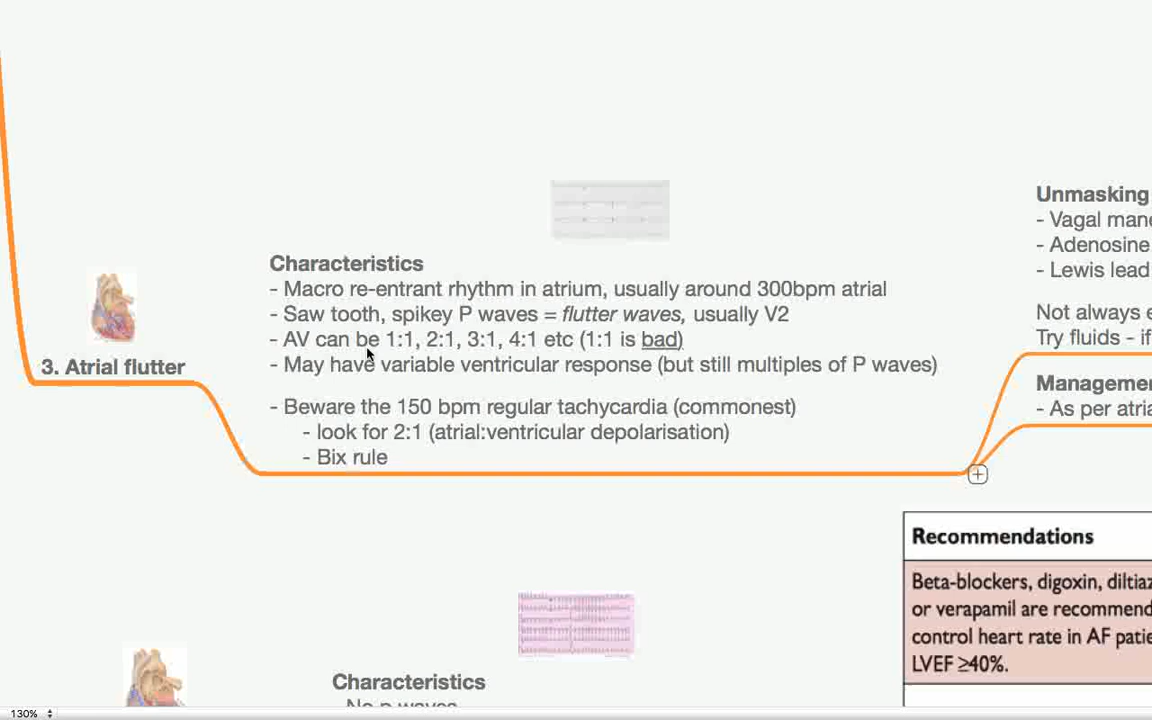 3. Atrial flutter
Characteristics
- Macro re-entrant rhythm in atrium, usually around 300bpm atrial
- Saw tooth, spikey P waves = flutter waves, usually V2
- AV can be 1:1, 2:1, 3:1, 4:1 etc (1:1 is bad)
- May have variable ventricular response (but still multiples of P waves)
- Beware the 150 bpm regular tachycardia (commonest)
- look for 2:1 (atrial:ventricular depolarisation)
- Bix rule
Unmasking
- Vagal mane
- Adenosine
- Lewis lead
Not always e
Try fluids - if
Managemen
- As per atria
Recommendations
Beta-blockers, digoxin, diltiaz
or verapamil are recommend
control heart rate in AF patie
LVEF ≥40%.
Characteristics
- No p waves
130%